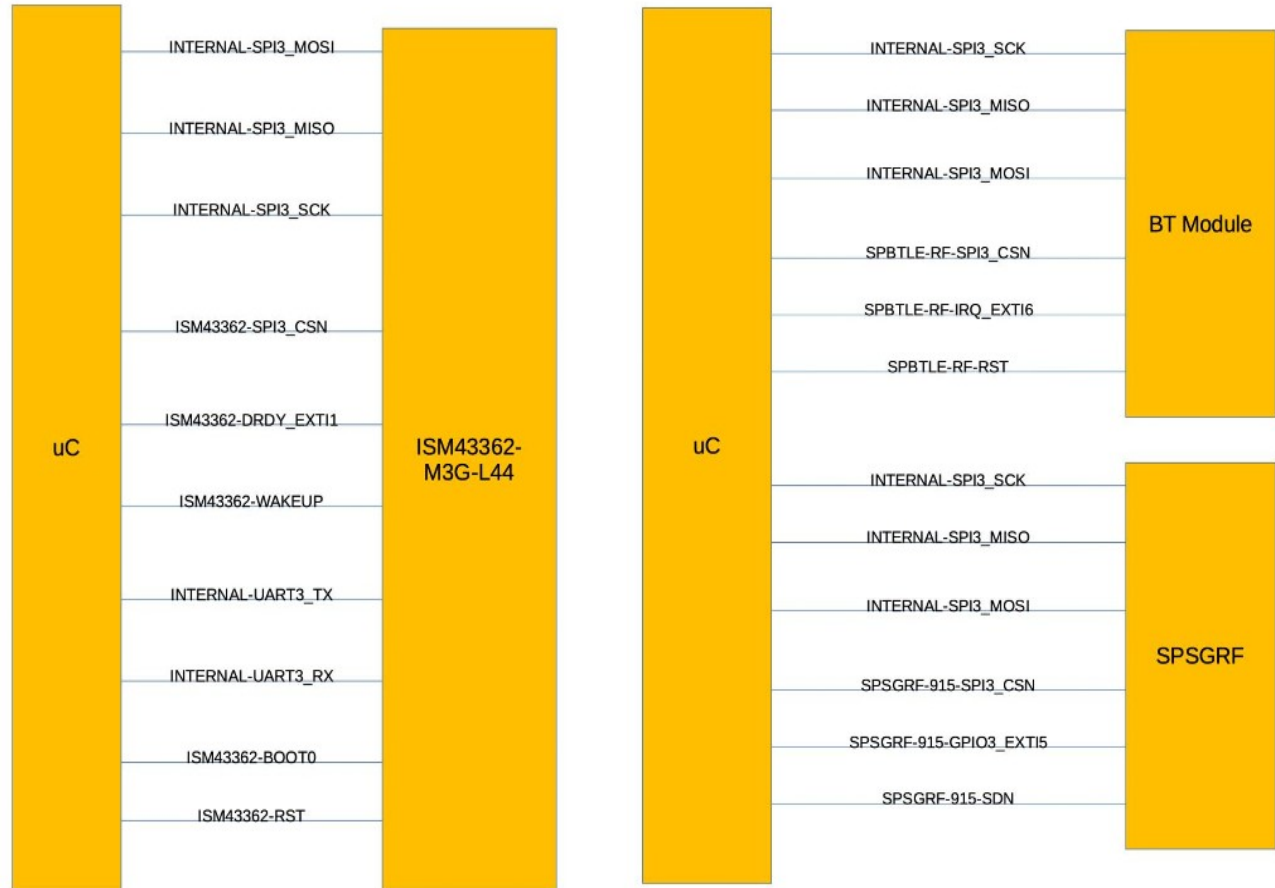 uC
INTERNAL-SPI3_MOSI
INTERNAL-SPI3_MISO
INTERNAL-SPI3_SCK
ISM43362-SPI3_CSN
ISM43362-DRDY_EXTI1
ISM43362-WAKEUP
INTERNAL-UART3_TX
INTERNAL-UART3_RX
ISM43362-BOOT0
ISM43362-RST
ISM43362-
M3G-L44
uC
INTERNAL-SPI3_SCK
INTERNAL-SPI3_MISO
INTERNAL-SPI3_MOSI
SPBTLE-RF-SPI3_CSN
SPBTLE-RF-IRQ_EXTI6
SPBTLE-RF-RST
BT Module
INTERNAL-SPI3_SCK
INTERNAL-SPI3_MISO
INTERNAL-SPI3_MOSI
SPSGRF-915-SPI3_CSN
SPSGRF-915-GPIO3_EXTI5
SPSGRF-915-SDN
SPSGRF